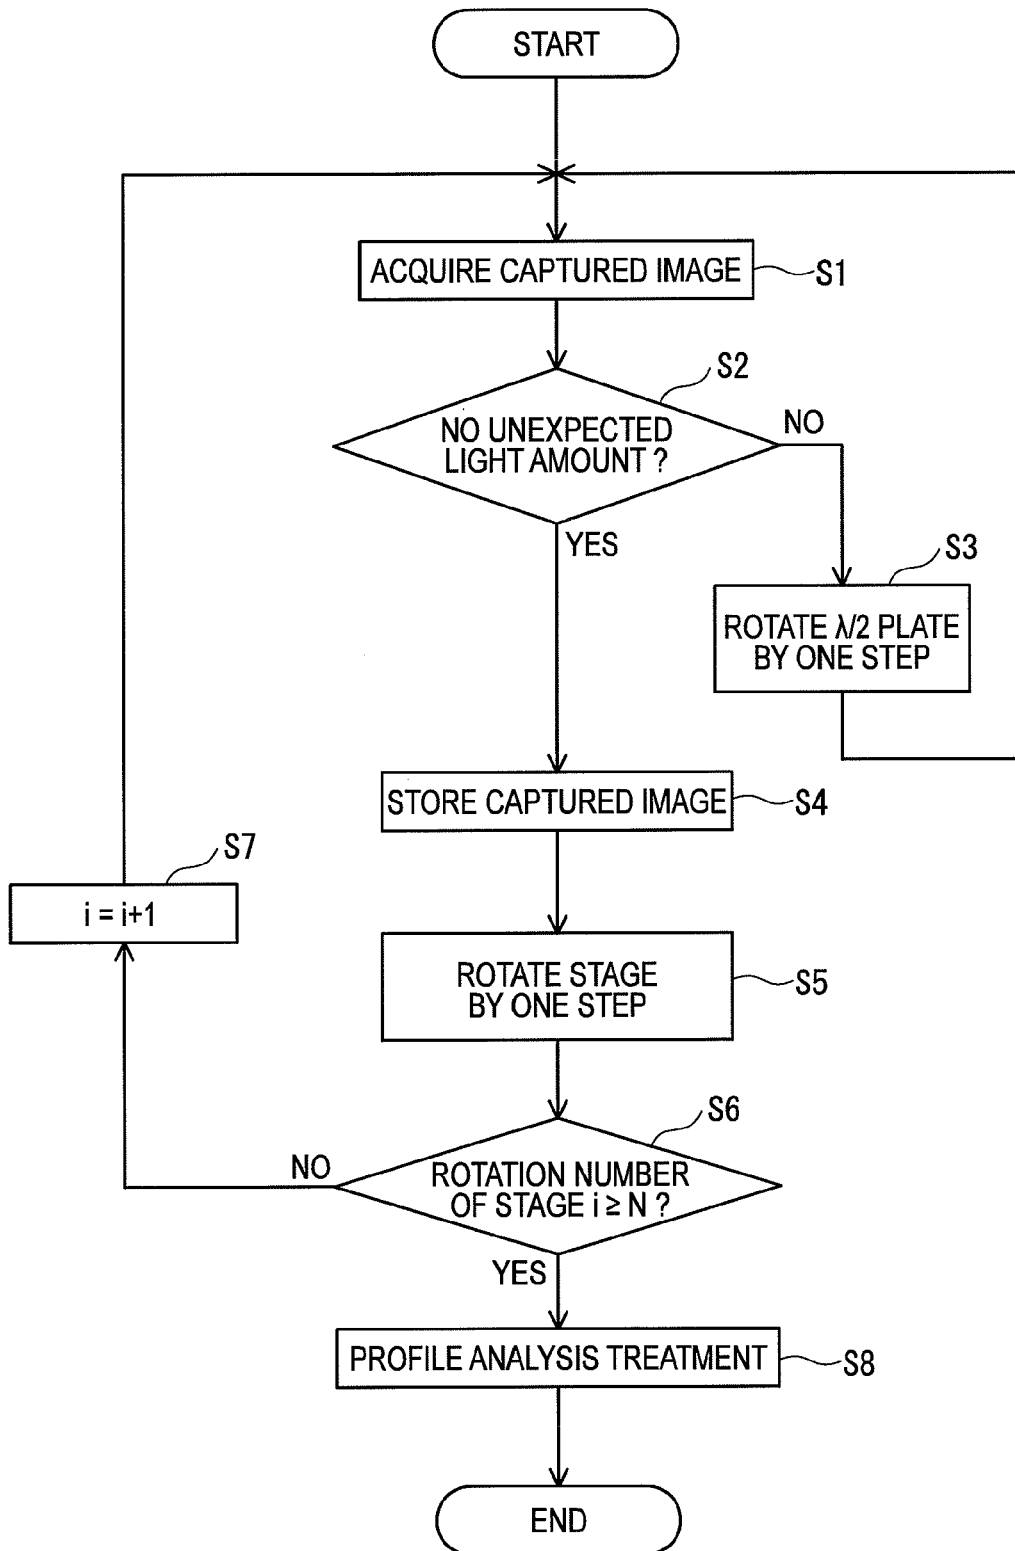 START
ACQUIRE CAPTURED IMAGE
S1
S2
NO UNEXPECTED
LIGHT AMOUNT ?
NO
YES
S3
ROTATE λ/2 PLATE
BY ONE STEP
STORE CAPTURED IMAGE
S4
S7
i = i+1
ROTATE STAGE
BY ONE STEP
S5
S6
NO
ROTATION NUMBER
OF STAGE i ≥ N ?
YES
PROFILE ANALYSIS TREATMENT
S8
END